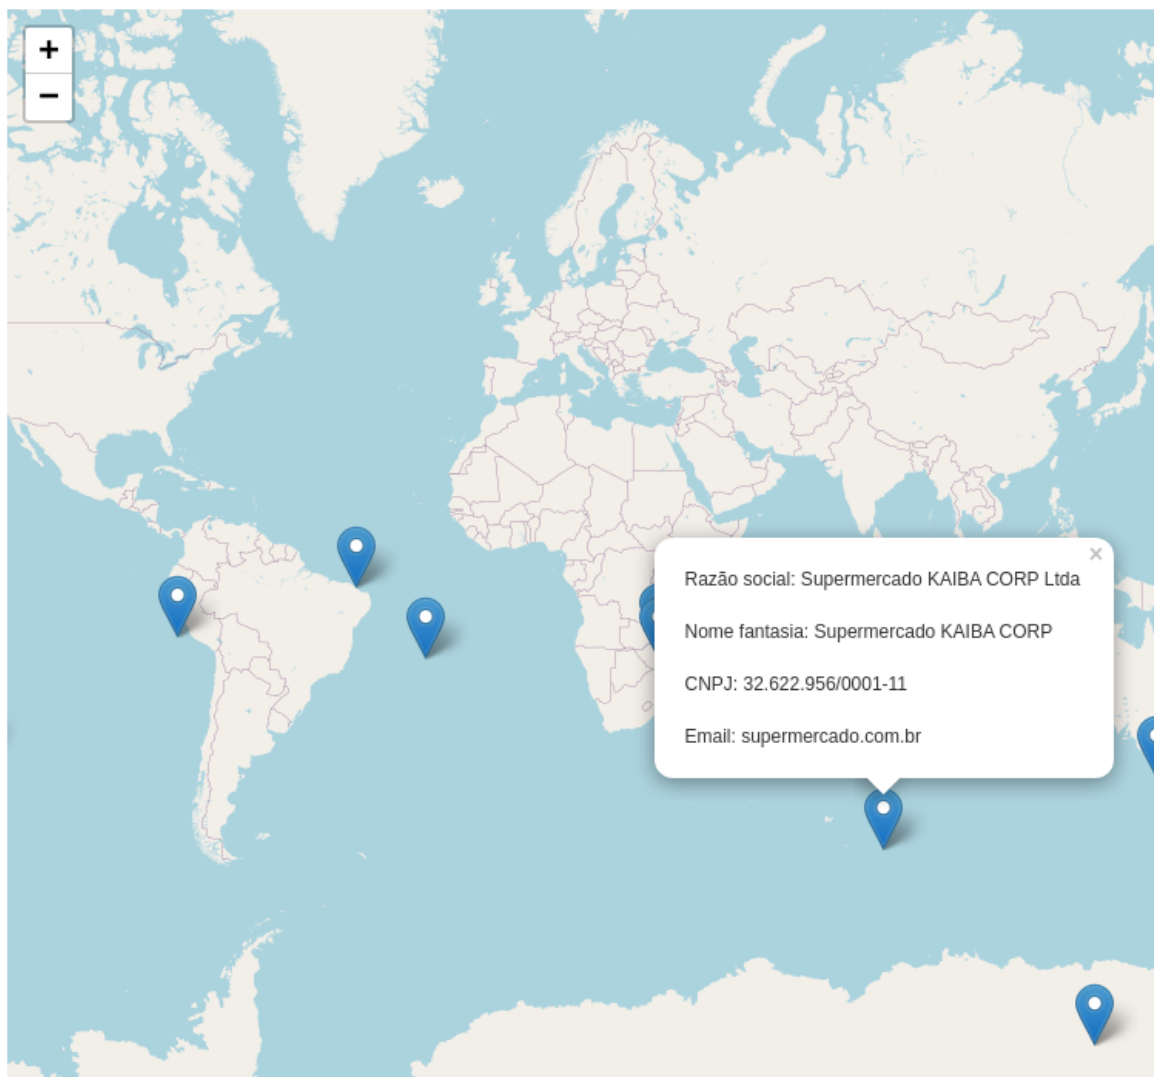 +
−
×
Razão social: Supermercado KAIBA CORP Ltda
Nome fantasia: Supermercado KAIBA CORP
CNPJ: 32.622.956/0001-11
Email: supermercado.com.br